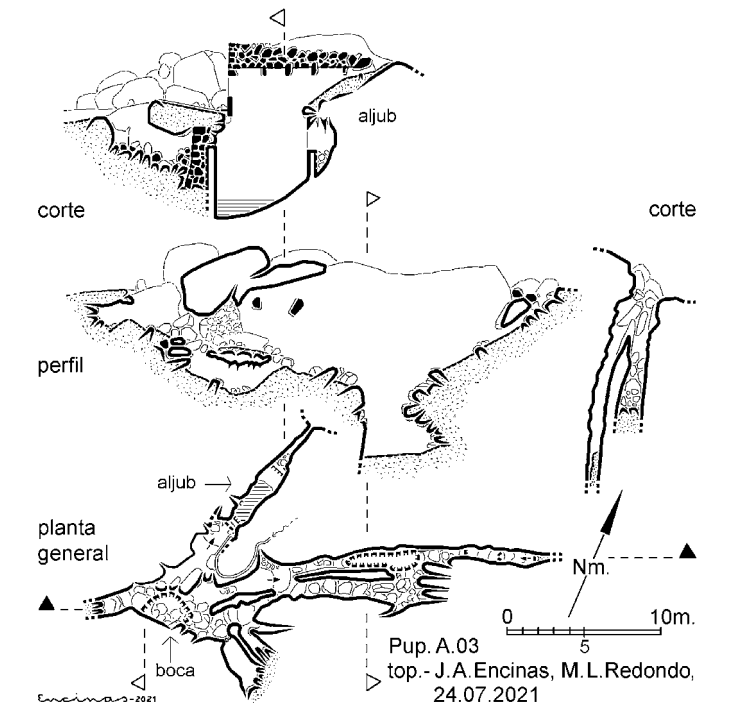 aljub
corte
corte
perfil
aljub
planta
general
Nm.
0 10m.
5
boca
Pup. A.03
top.- J.A.Encinas, M.L.Redondo,
24.07.2021
Encinas-2021